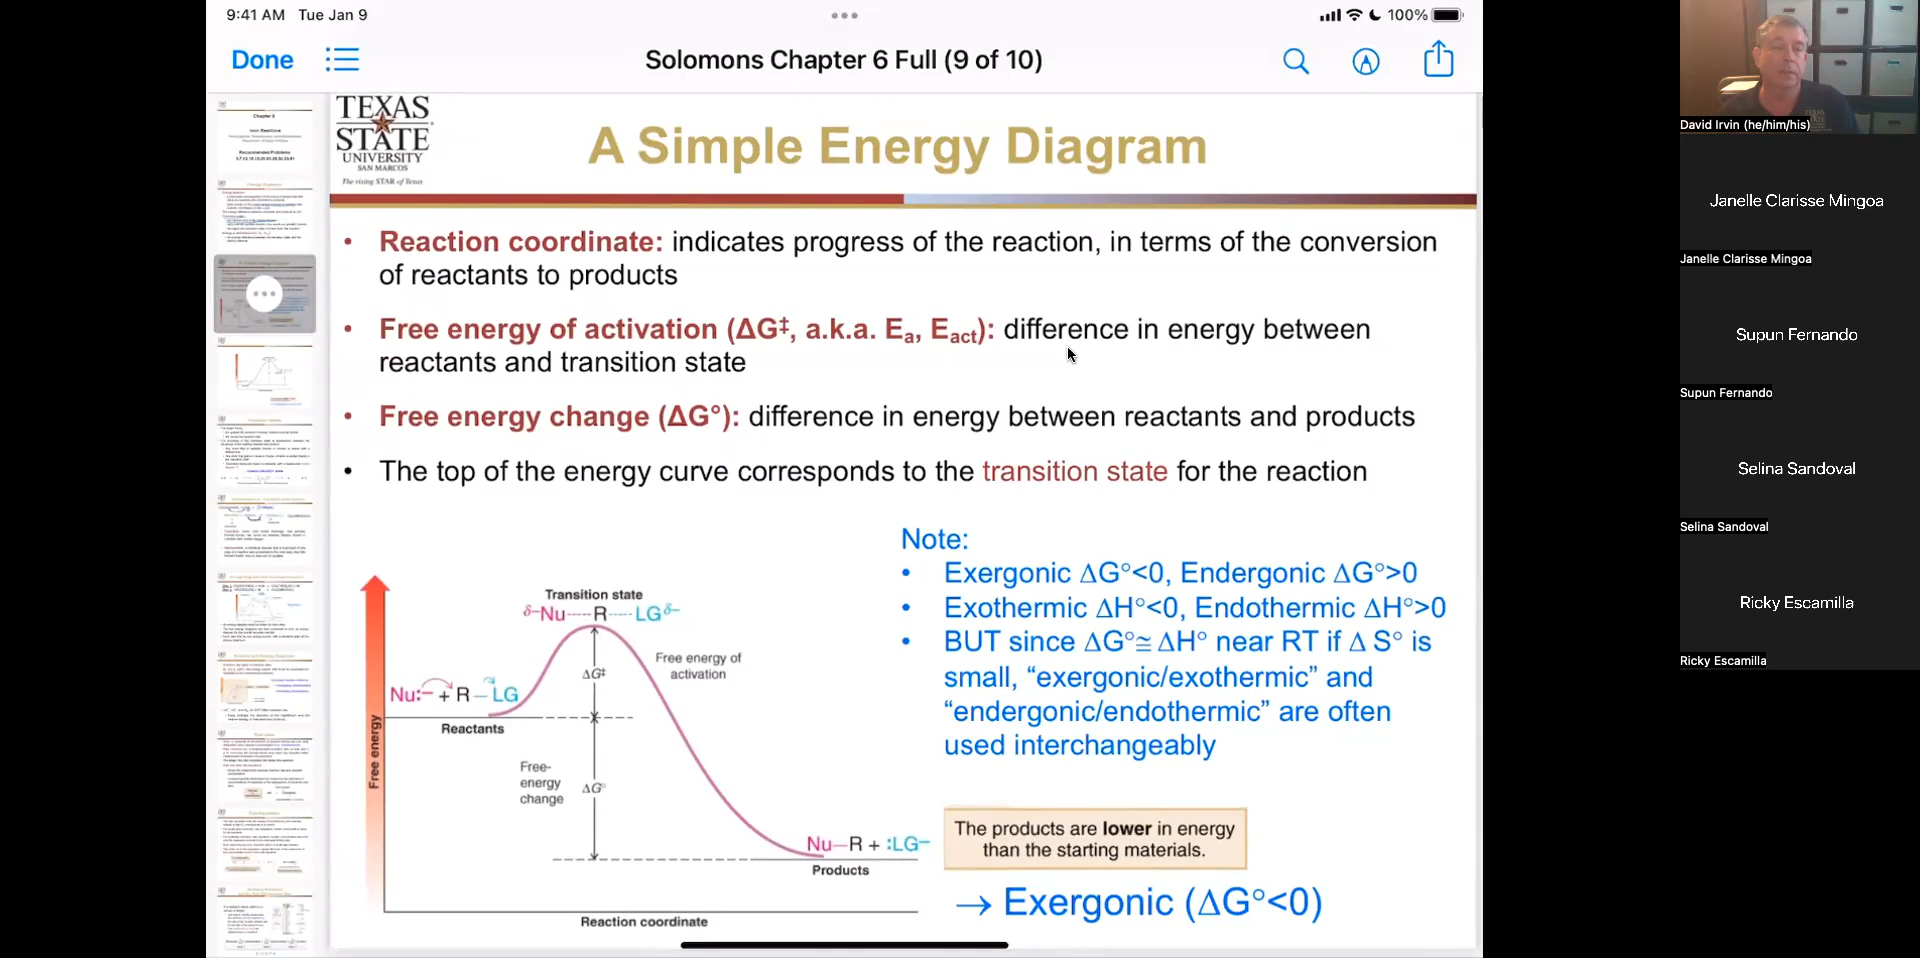 9:41 AM Tue Jan 9
100%
Done
Solomons Chapter 6 Full (9 of 10)
TEXAS
STATE
UNIVERSITY
SAN MARCOS
The rising STAR of Texas
A Simple Energy Diagram
• Reaction coordinate: indicates progress of the reaction, in terms of the conversion
of reactants to products
• Free energy of activation (ΔG‡, a.k.a. Ea, Eact): difference in energy between
reactants and transition state
• Free energy change (ΔG°): difference in energy between reactants and products
• The top of the energy curve corresponds to the transition state for the reaction
Note:
• Exergonic ΔG°<0, Endergonic ΔG°>0
• Exothermic ΔH°<0, Endothermic ΔH°>0
• BUT since ΔG°≅ ΔH° near RT if Δ S° is
small, “exergonic/exothermic” and
“endergonic/endothermic” are often
used interchangeably
Transition state
δ−Nu----R----LGδ−
Free energy of
activation
ΔG‡
Nu:− + R − LG
Reactants
Free energy
Free-
energy
change
ΔG°
Nu—R + :LG−
Products
Reaction coordinate
The products are lower in energy
than the starting materials.
→ Exergonic (ΔG°<0)
Chapter 6
Ionic Reactions
David Irvin (he/him/his)
Janelle Clarisse Mingoa
Janelle Clarisse Mingoa
Supun Fernando
Supun Fernando
Selina Sandoval
Selina Sandoval
Ricky Escamilla
Ricky Escamilla